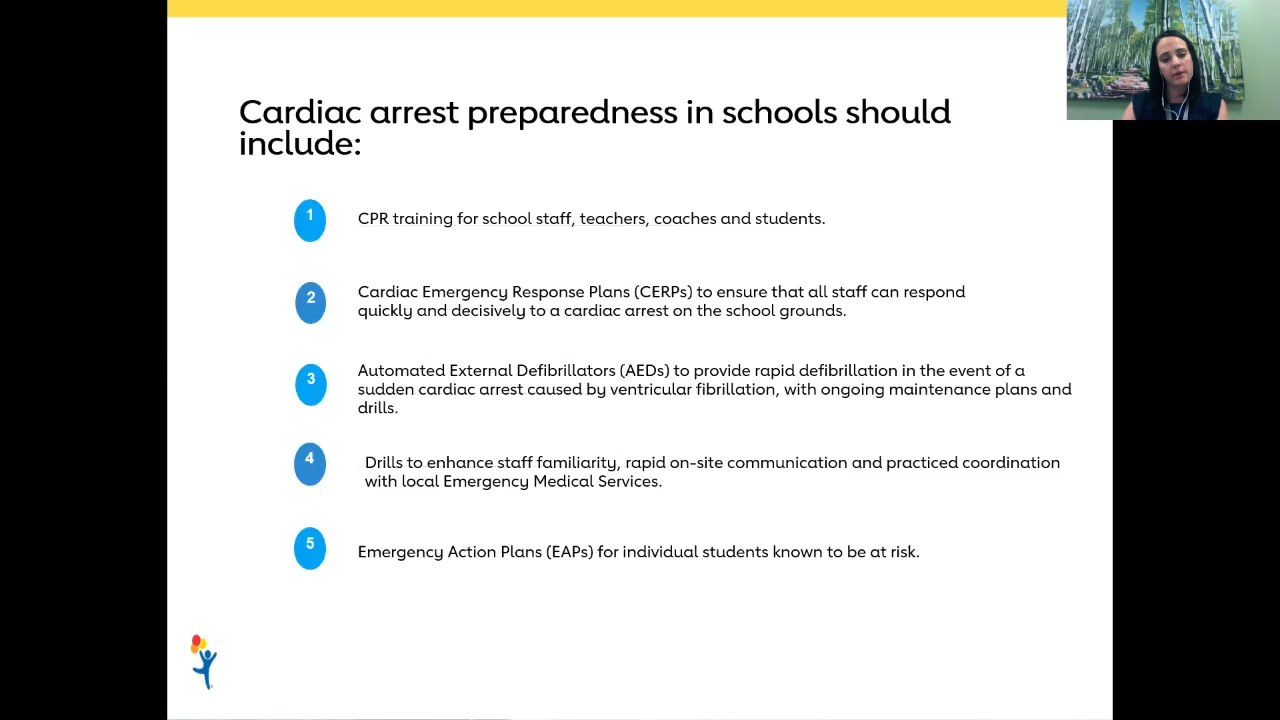 Cardiac arrest preparedness in schools should
include:
1
CPR training for school staff, teachers, coaches and students.
2
Cardiac Emergency Response Plans (CERPs) to ensure that all staff can respond
quickly and decisively to a cardiac arrest on the school grounds.
3
Automated External Defibrillators (AEDs) to provide rapid defibrillation in the event of a
sudden cardiac arrest caused by ventricular fibrillation, with ongoing maintenance plans and
drills.
4
Drills to enhance staff familiarity, rapid on-site communication and practiced coordination
with local Emergency Medical Services.
5
Emergency Action Plans (EAPs) for individual students known to be at risk.